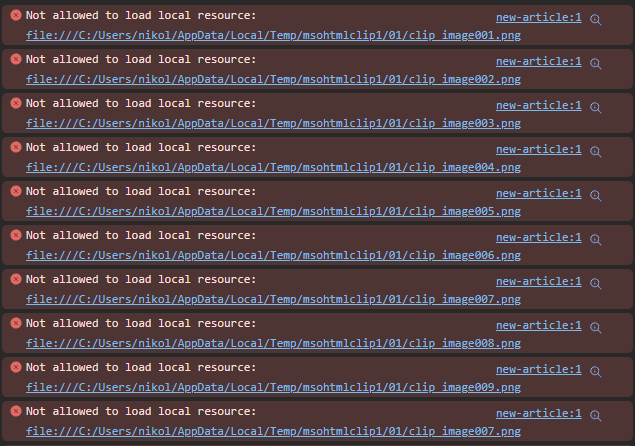 Not allowed to load local resource: new-article:1
file:///C:/Users/nikol/AppData/Local/Temp/msohtmlclip1/01/clip_image001.png
Not allowed to load local resource: new-article:1
file:///C:/Users/nikol/AppData/Local/Temp/msohtmlclip1/01/clip_image002.png
Not allowed to load local resource: new-article:1
file:///C:/Users/nikol/AppData/Local/Temp/msohtmlclip1/01/clip_image003.png
Not allowed to load local resource: new-article:1
file:///C:/Users/nikol/AppData/Local/Temp/msohtmlclip1/01/clip_image004.png
Not allowed to load local resource: new-article:1
file:///C:/Users/nikol/AppData/Local/Temp/msohtmlclip1/01/clip_image005.png
Not allowed to load local resource: new-article:1
file:///C:/Users/nikol/AppData/Local/Temp/msohtmlclip1/01/clip_image006.png
Not allowed to load local resource: new-article:1
file:///C:/Users/nikol/AppData/Local/Temp/msohtmlclip1/01/clip_image007.png
Not allowed to load local resource: new-article:1
file:///C:/Users/nikol/AppData/Local/Temp/msohtmlclip1/01/clip_image008.png
Not allowed to load local resource: new-article:1
file:///C:/Users/nikol/AppData/Local/Temp/msohtmlclip1/01/clip_image009.png
Not allowed to load local resource: new-article:1
file:///C:/Users/nikol/AppData/Local/Temp/msohtmlclip1/01/clip_image007.png